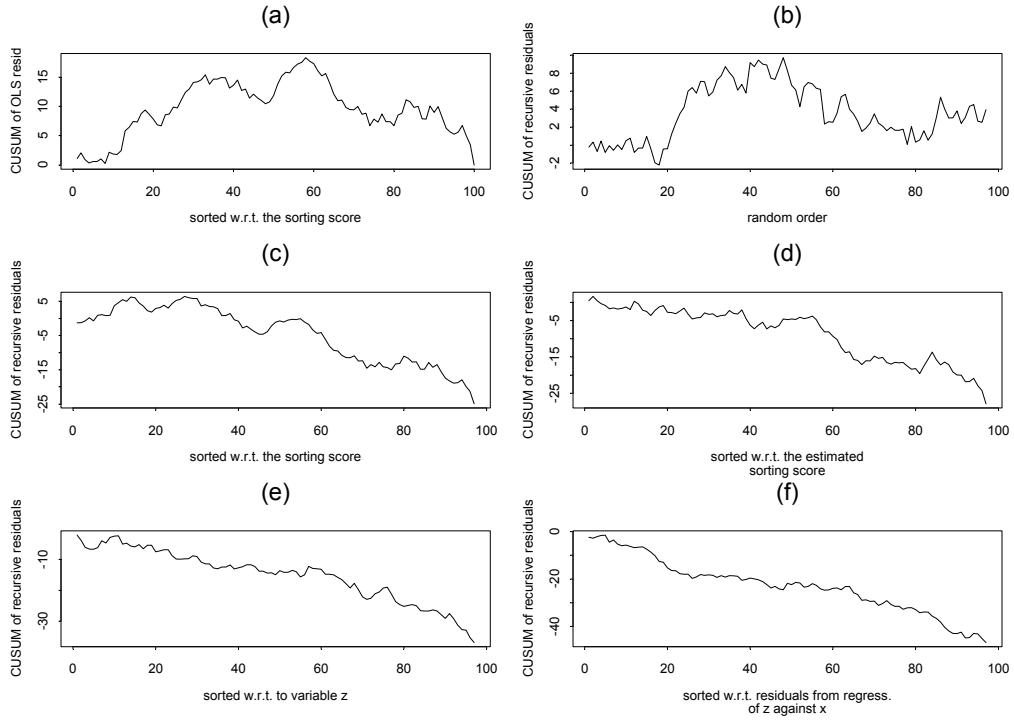 (a)
CUSUM of OLS resid
0
5
10
15
0
20
40
60
80
100
sorted w.r.t. the sorting score
(b)
CUSUM of recursive residuals
-2
2
4
6
8
0
20
40
60
80
100
random order
(c)
CUSUM of recursive residuals
-25
-15
-5
5
0
20
40
60
80
100
sorted w.r.t. the sorting score
(d)
CUSUM of recursive residuals
-25
-15
-5
0
20
40
60
80
100
sorted w.r.t. the estimated
sorting score
(e)
CUSUM of recursive residuals
-30
-10
0
20
40
60
80
100
sorted w.r.t. to variable z
(f)
CUSUM of recursive residuals
-40
-20
0
0
20
40
60
80
100
sorted w.r.t. residuals from regress.
of z against x